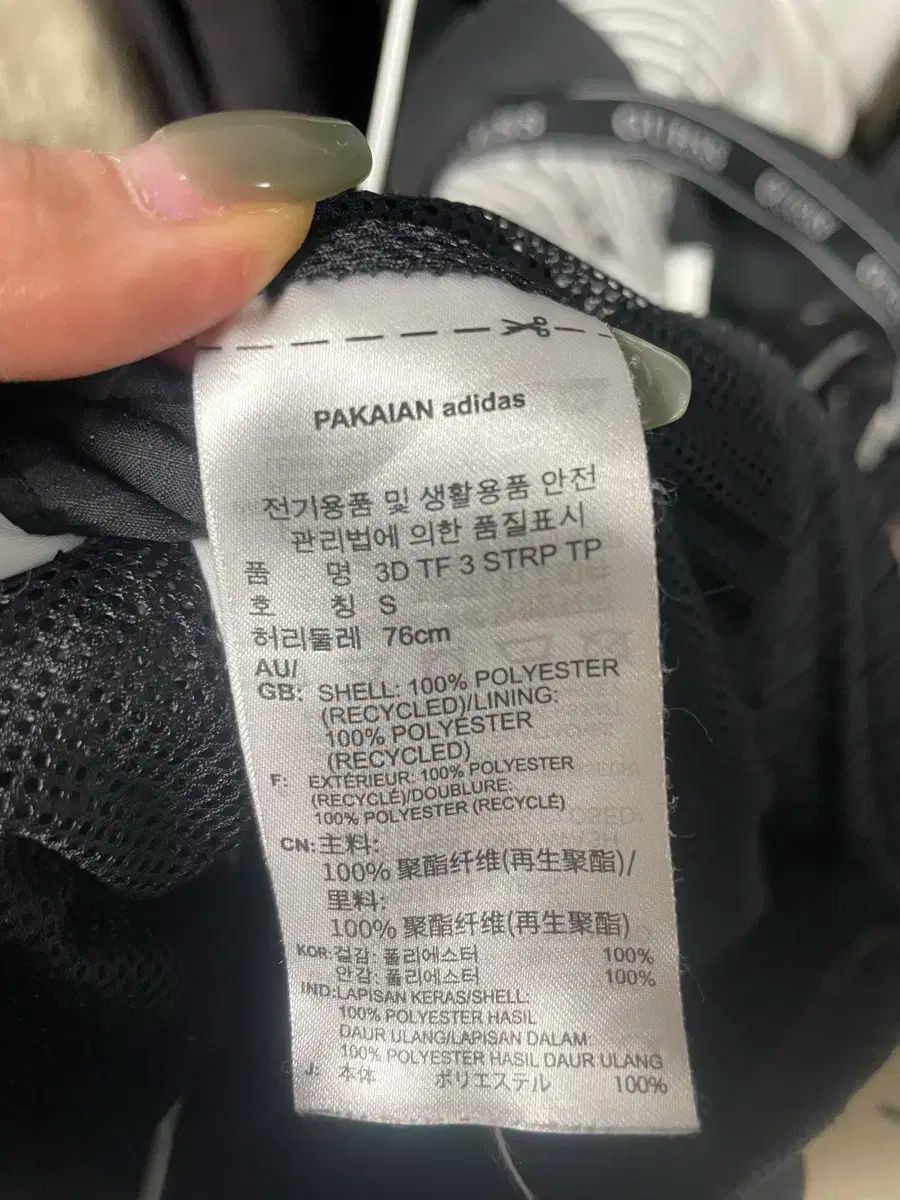 PAKAIAN adidas
전기용품 및 생활용품 안전
관리법에 의한 품질표시
품 명 3D TF 3 STRP TP
호 칭 S
허리둘레 76cm
AU/
GB: SHELL: 100% POLYESTER
(RECYCLED)/LINING:
100% POLYESTER
(RECYCLED)
F: EXTÉRIEUR: 100% POLYESTER
(RECYCLÉ)/DOUBLURE:
100% POLYESTER (RECYCLÉ)
CN: 主料:
100% 聚酯纤维(再生聚酯)/
里料:
100% 聚酯纤维(再生聚酯)
KOR: 겉감: 폴리에스터 100%
안감: 폴리에스터 100%
IND: LAPISAN KERAS/SHELL:
100% POLYESTER HASIL
DAUR ULANG/LAPISAN DALAM:
100% POLYESTER HASIL DAUR ULANG
J: 本体 ポリエステル 100%